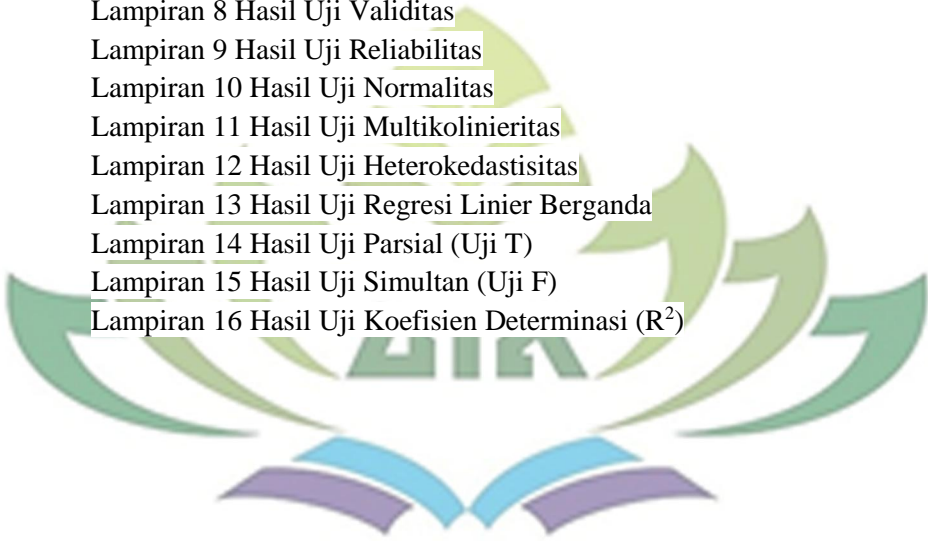 Lampiran 8 Hasil Uji Validitas
Lampiran 9 Hasil Uji Reliabilitas
Lampiran 10 Hasil Uji Normalitas
Lampiran 11 Hasil Uji Multikolinieritas
Lampiran 12 Hasil Uji Heterokedastisitas
Lampiran 13 Hasil Uji Regresi Linier Berganda
Lampiran 14 Hasil Uji Parsial (Uji T)
Lampiran 15 Hasil Uji Simultan (Uji F)
Lampiran 16 Hasil Uji Koefisien Determinasi (R²)